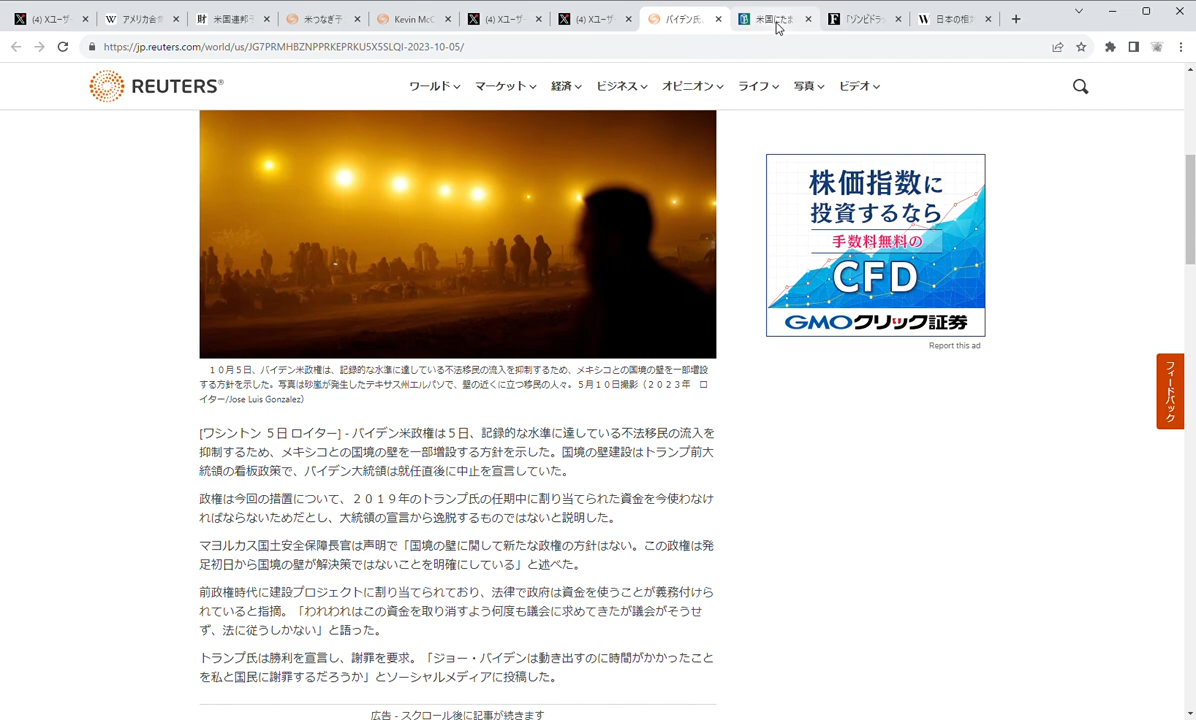 (4) Xユーザ
アメリカ合
米国連邦
米つなぎ
Kevin McC
(4) Xユー
(4) Xユー
バイデン氏
米国にたま
「ゾンビドラ
日本の相
https://jp.reuters.com/world/us/JG7PRMHBZNPPRKEPRKU5X5SLQI-2023-10-05/
REUTERS®
ワールド
マーケット
経済
ビジネス
オピニオン
ライフ
写真
ビデオ
株価指数に
投資するなら
手数料無料の
CFD
GMOクリック証券
Report this ad
フィードバック
１０月５日、バイデン米政権は、記録的な水準に達している不法移民の流入を抑制するため、メキシコとの国境の壁を一部増設
する方針を示した。写真は砂嵐が発生したテキサス州エルパソで、壁の近くに立つ移民の人々。５月１０日撮影（２０２３年　ロ
イター/Jose Luis Gonzalez）
[ワシントン ５日 ロイター] - バイデン米政権は５日、記録的な水準に達している不法移民の流入を
抑制するため、メキシコとの国境の壁を一部増設する方針を示した。国境の壁建設はトランプ前大
統領の看板政策で、バイデン大統領は就任直後に中止を宣言していた。
政権は今回の措置について、２０１９年のトランプ氏の任期中に割り当てられた資金を今使わなけ
ればならないためだとし、大統領の宣言から逸脱するものではないと説明した。
マヨルカス国土安全保障長官は声明で「国境の壁に関して新たな政権の方針はない。この政権は発
足初日から国境の壁が解決策ではないことを明確にしている」と述べた。
前政権時代に建設プロジェクトに割り当てられており、法律で政府は資金を使うことが義務付けら
れていると指摘。「われわれはこの資金を取り消すよう何度も議会に求めてきたが議会がそうせ
ず、法に従うしかない」と語った。
トランプ氏は勝利を宣言し、謝罪を要求。「ジョー・バイデンは動き出すのに時間がかかったこと
を私と国民に謝罪するだろうか」とソーシャルメディアに投稿した。
広告 - スクロール後に記事が続きます